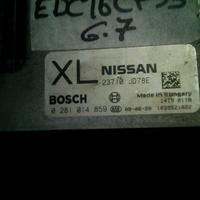 EDC16CP33
6.7
XL NISSAN
23710 JD78E
BOSCH
Made in Hungary
0 281 014 859